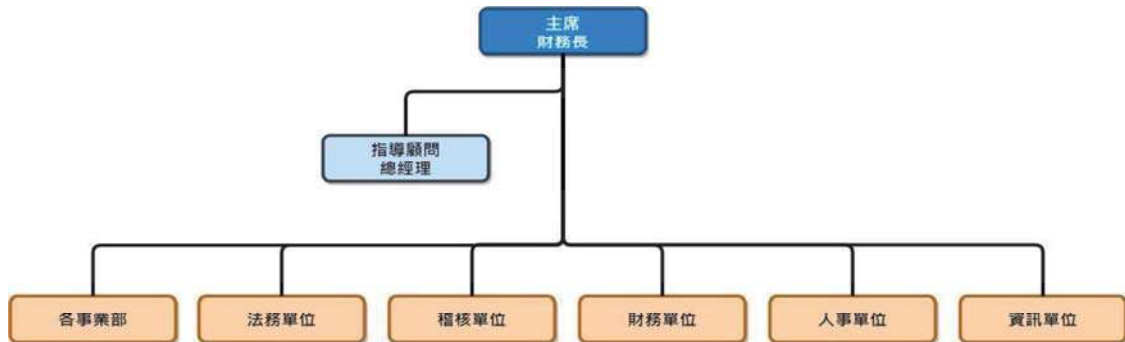 主席
財務長
指導顧問
總經理
各事業部
法務單位
稽核單位
財務單位
人事單位
資訊單位